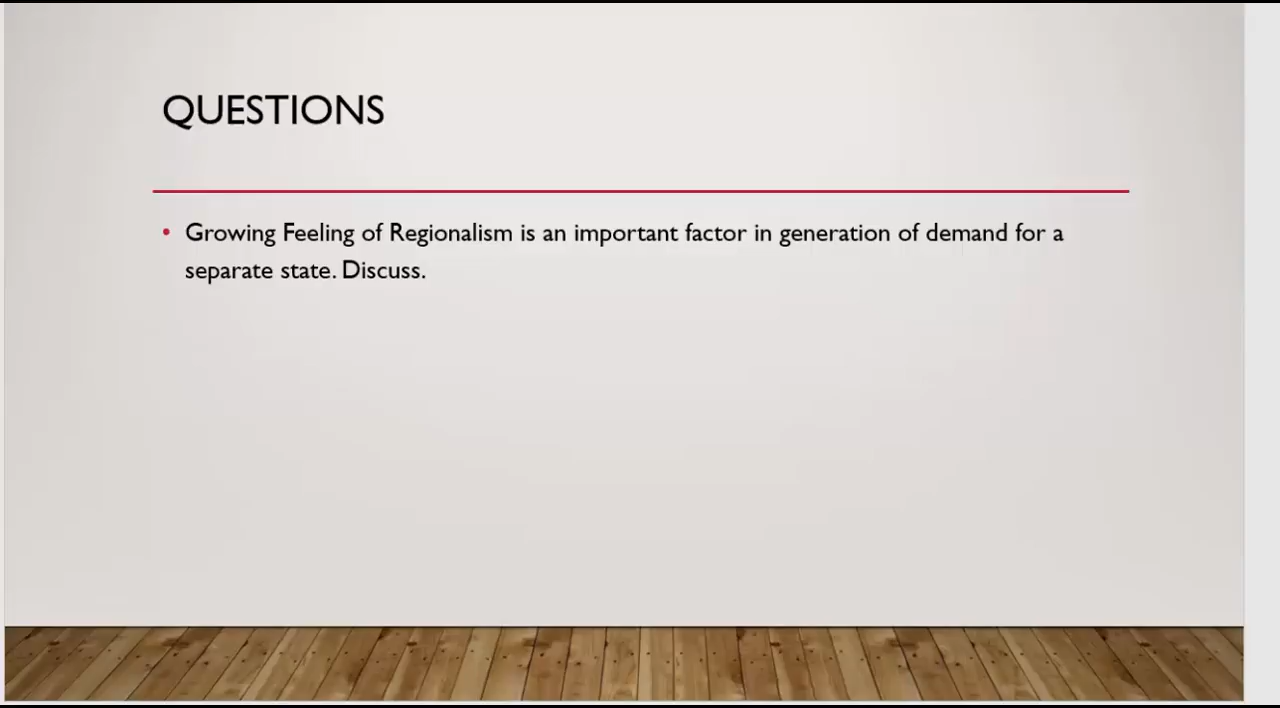 QUESTIONS
• Growing Feeling of Regionalism is an important factor in generation of demand for a
separate state. Discuss.